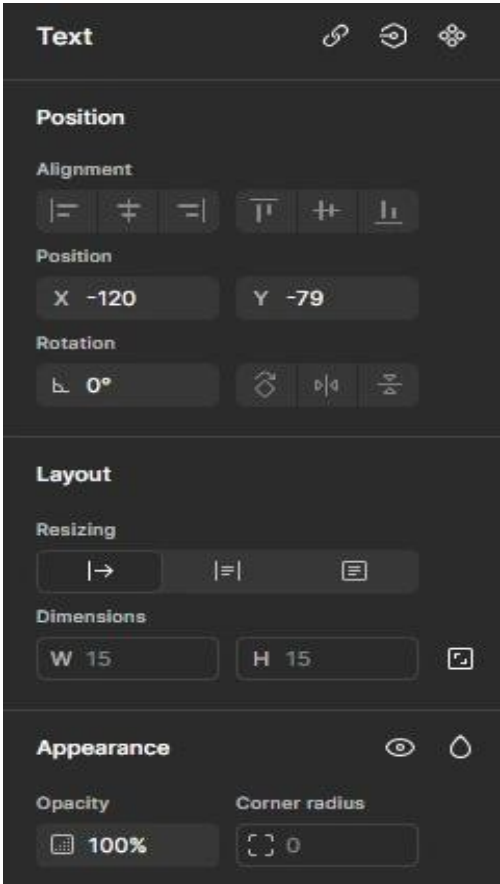 Text
Position
Alignment
Position
X -120 Y -79
Rotation
0°
Layout
Resizing
Dimensions
W 15 H 15
Appearance
Opacity Corner radius
100% 0